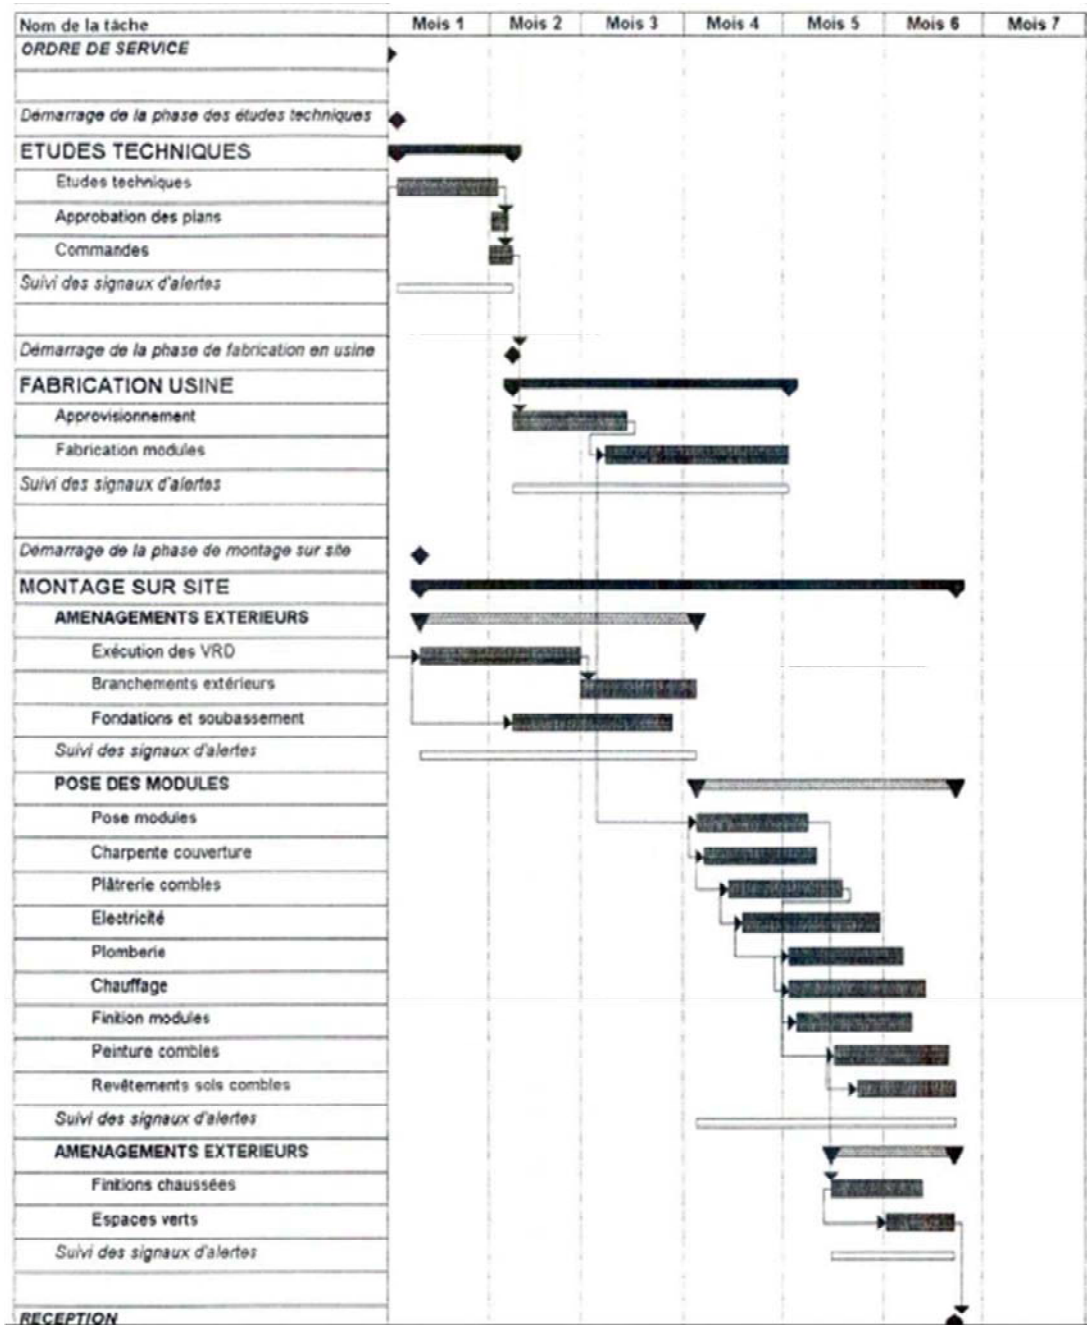 Nom de la tâche Mois 1 Mois 2 Mois 3 Mois 4 Mois 5 Mois 6 Mois 7
ORDRE DE SERVICE
Démarrage de la phase des études techniques
ETUDES TECHNIQUES
Etudes techniques
Approbation des plans
Commandes
Suivi des signaux d'alertes
Démarrage de la phase de fabrication en usine
FABRICATION USINE
Approvisionnement
Fabrication modules
Suivi des signaux d'alertes
Démarrage de la phase de montage sur site
MONTAGE SUR SITE
AMENAGEMENTS EXTERIEURS
Exécution des VRD
Branchements extérieurs
Fondations et soubassement
Suivi des signaux d'alertes
POSE DES MODULES
Pose modules
Charpente couverture
Plâtrerie combles
Electricité
Plomberie
Chauffage
Finition modules
Peinture combles
Revêtements sols combles
Suivi des signaux d'alertes
AMENAGEMENTS EXTERIEURS
Finitions chaussées
Espaces verts
Suivi des signaux d'alertes
RECEPTION